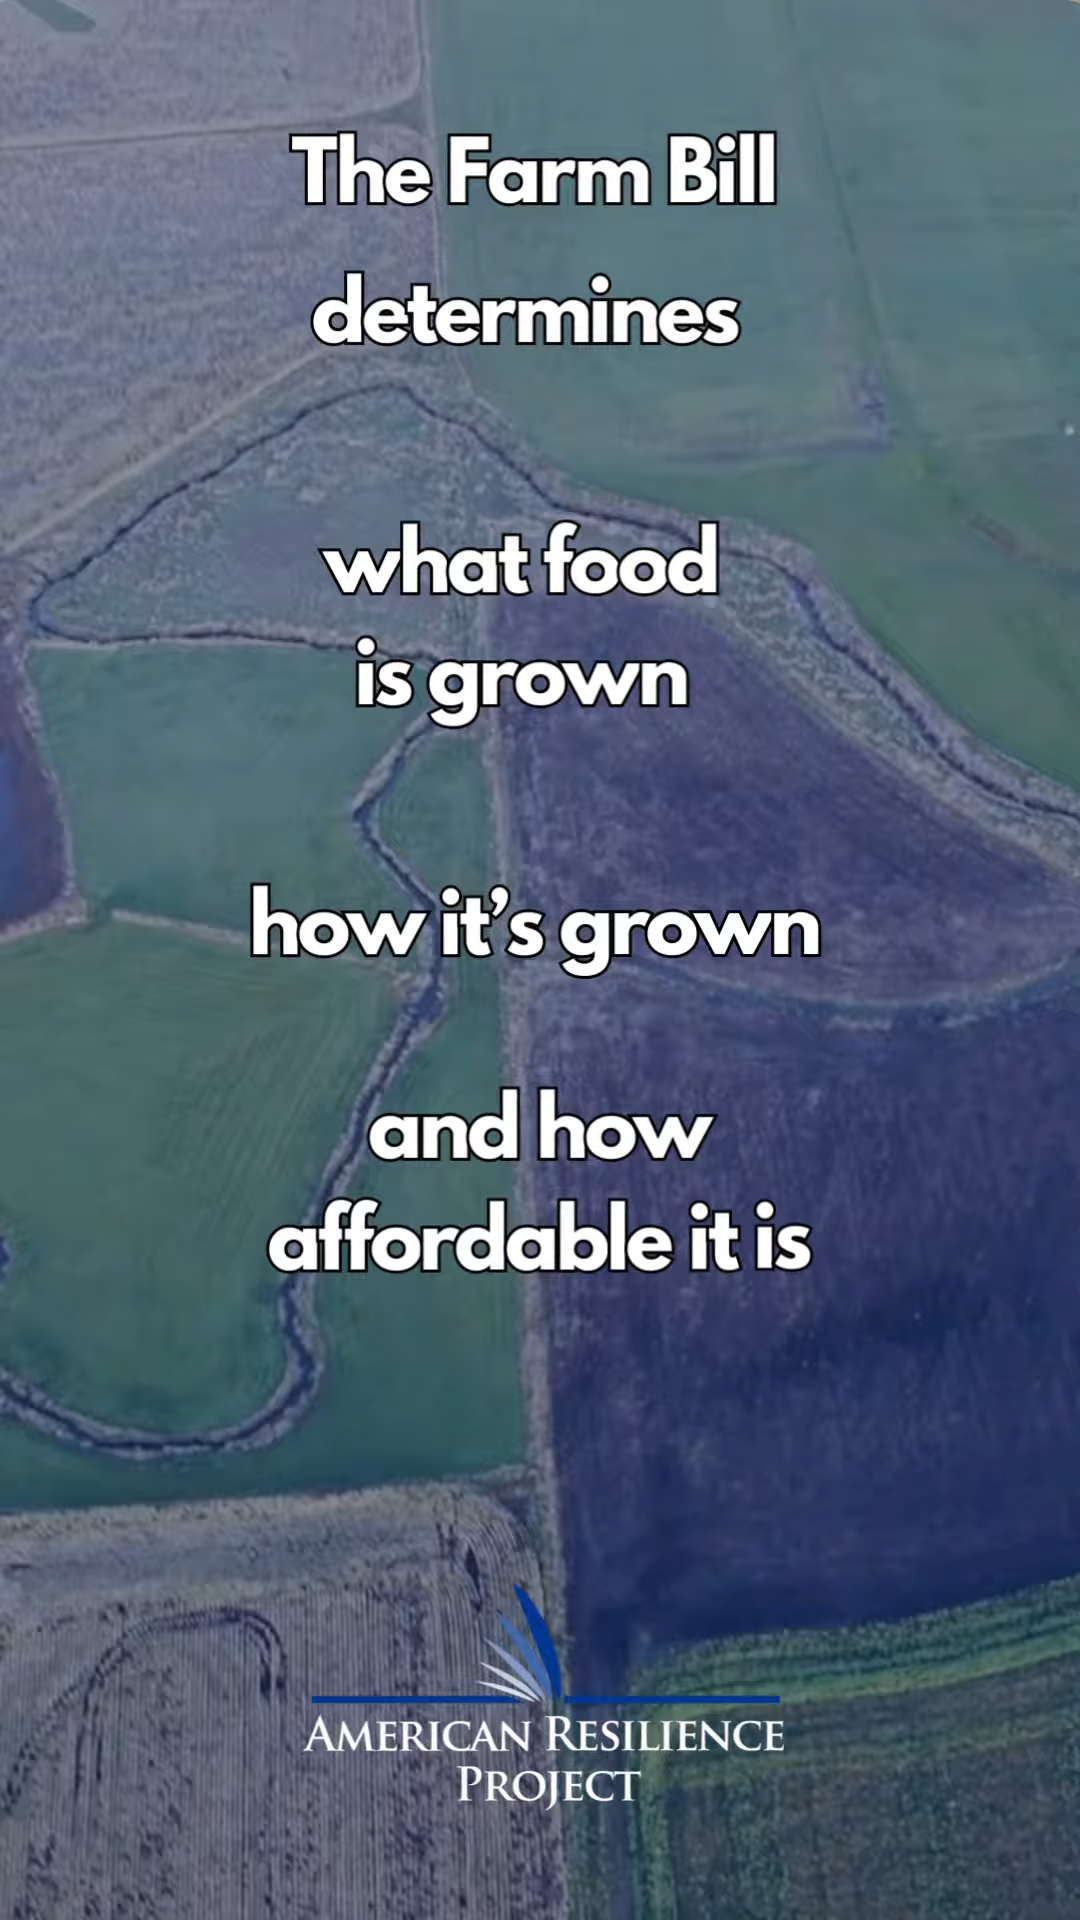 The Farm Bill
determines
what food
is grown
how it’s grown
and how
affordable it is
AMERICAN RESILIENCE
PROJECT